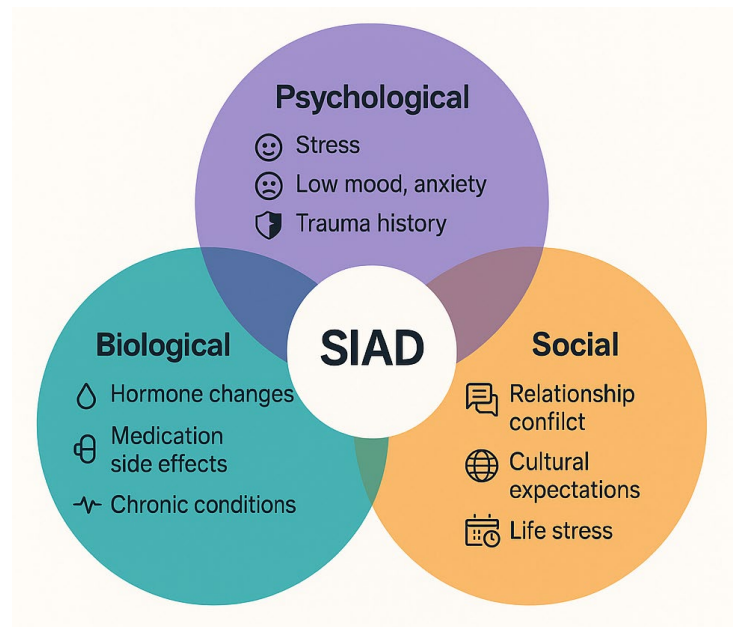 Psychological
Stress
Low mood, anxiety
Trauma history
SIAD
Biological
Hormone changes
Medication
side effects
Chronic conditions
Social
Relationship
confilct
Cultural
expectations
Life stress